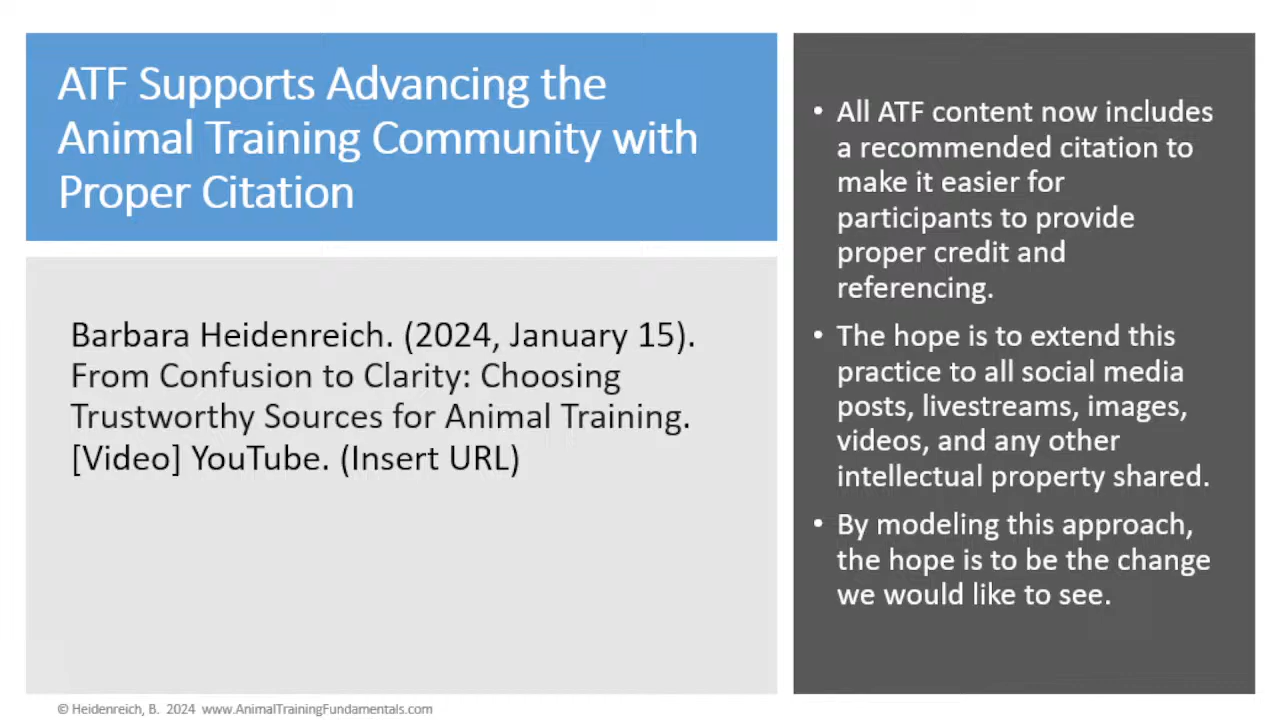 ATF Supports Advancing the
Animal Training Community with
Proper Citation
Barbara Heidenreich. (2024, January 15).
From Confusion to Clarity: Choosing
Trustworthy Sources for Animal Training.
[Video] YouTube. (Insert URL)
• All ATF content now includes
a recommended citation to
make it easier for
participants to provide
proper credit and
referencing.
• The hope is to extend this
practice to all social media
posts, livestreams, images,
videos, and any other
intellectual property shared.
• By modeling this approach,
the hope is to be the change
we would like to see.
© Heidenreich, B. 2024 www.AnimalTrainingFundamentals.com